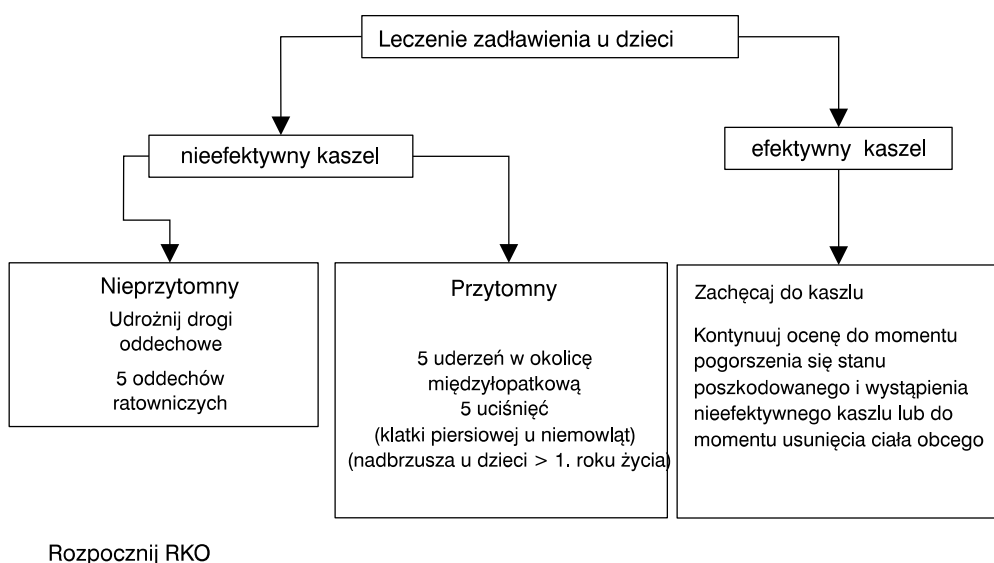 Leczenie zadławienia u dzieci
nieefektywny kaszel
efektywny kaszel
Nieprzytomny
Udrożnij drogi
oddechowe
5 oddechów
ratowniczych
Przytomny
5 uderzeń w okolicę
międzyłopatkową
5 uciśnięć
(klatki piersiowej u niemowląt)
(nadbrzusza u dzieci > 1. roku życia)
Zachęcaj do kaszlu
Kontynuuj ocenę do momentu
pogorszenia się stanu
poszkodowanego i wystąpienia
nieefektywnego kaszlu lub do
momentu usunięcia ciała obcego
Rozpocznij RKO